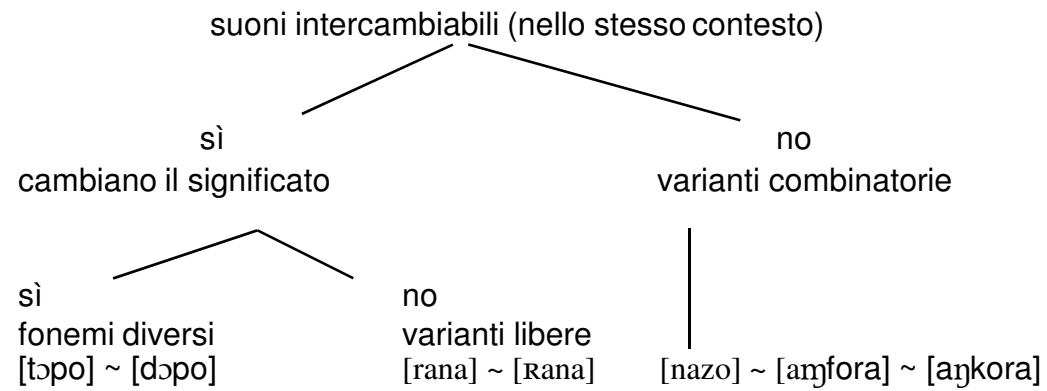 suoni intercambiabili (nello stesso contesto)
sì no
cambiano il significato varianti combinatorie
sì no
fonemi diversi varianti libere
[tɔpo] ~ [dɔpo] [rana] ~ [ʀana] [nazo] ~ [aɱfora] ~ [aŋkora]